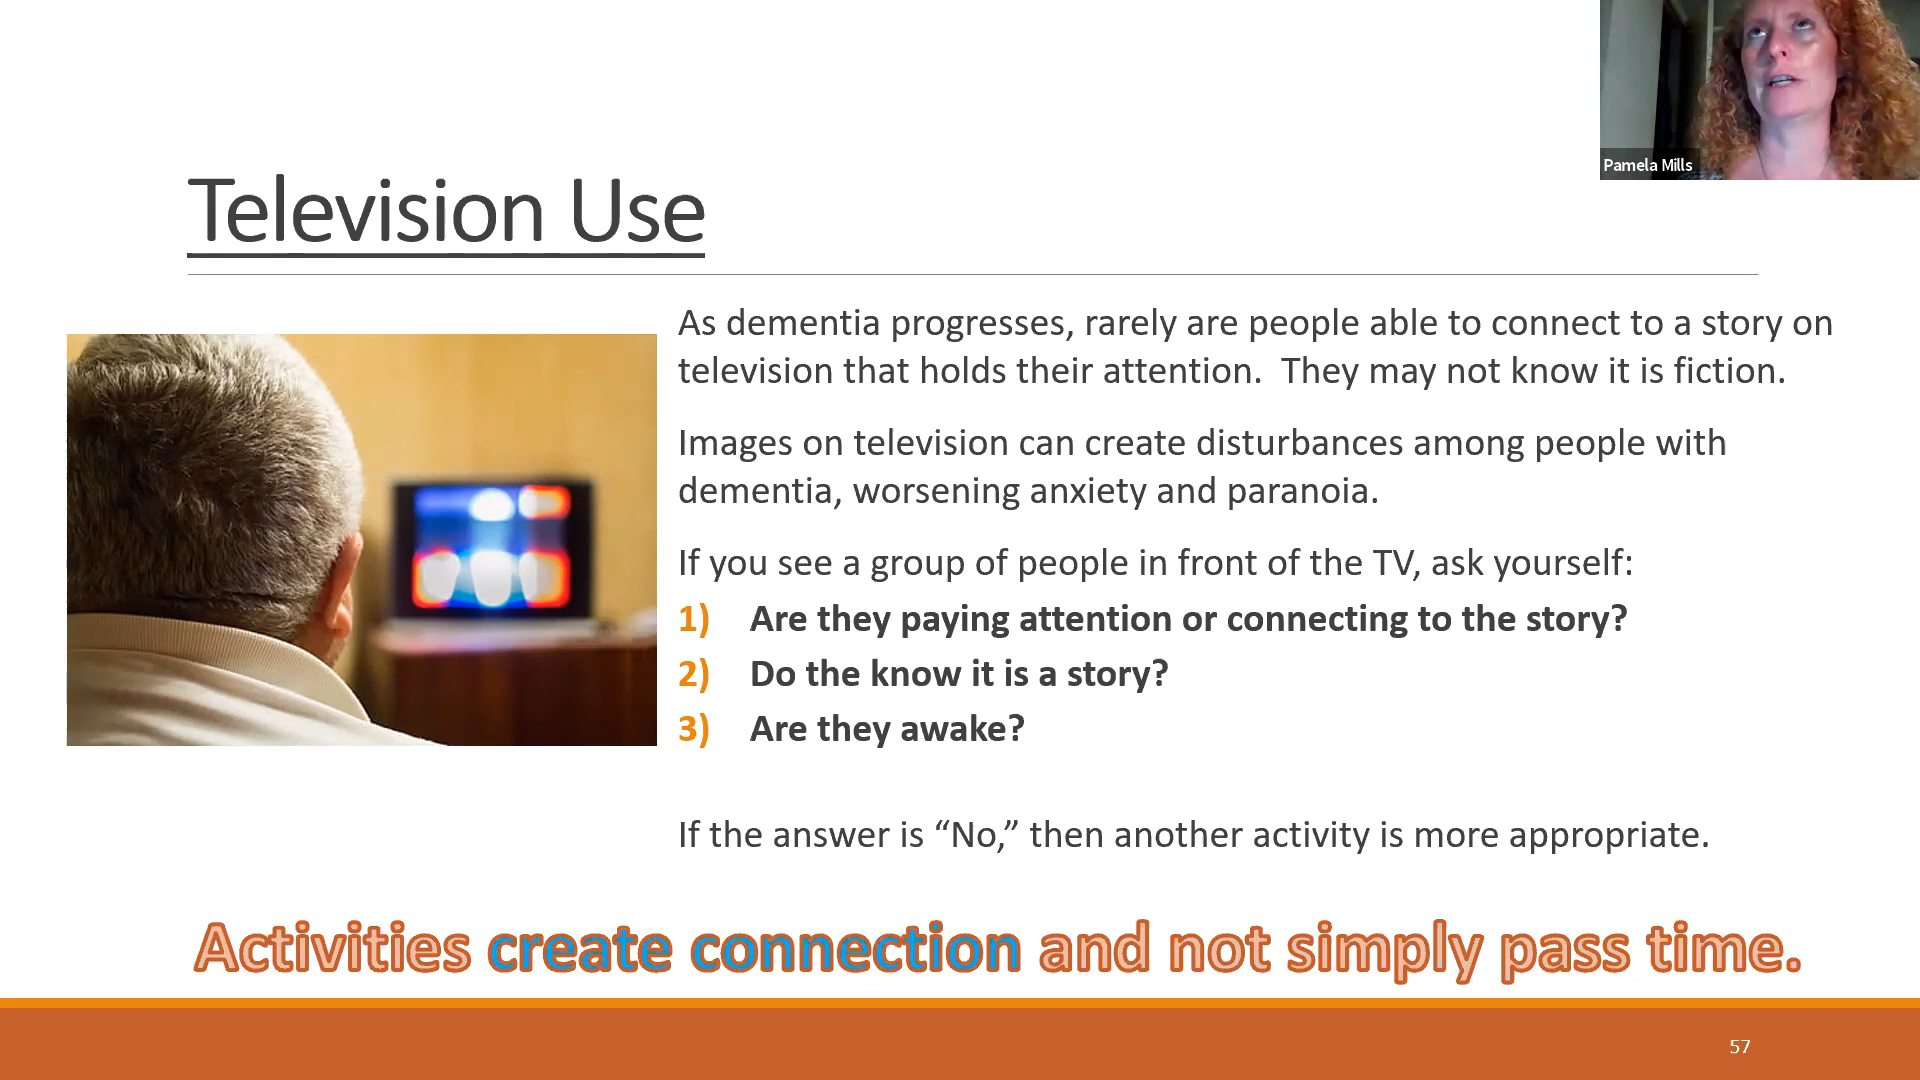 Pamela Mills
Television Use
As dementia progresses, rarely are people able to connect to a story on
television that holds their attention.  They may not know it is fiction.
Images on television can create disturbances among people with
dementia, worsening anxiety and paranoia.
If you see a group of people in front of the TV, ask yourself:
1) Are they paying attention or connecting to the story?
2) Do the know it is a story?
3) Are they awake?
If the answer is “No,” then another activity is more appropriate.
Activities create connection and not simply pass time.
57